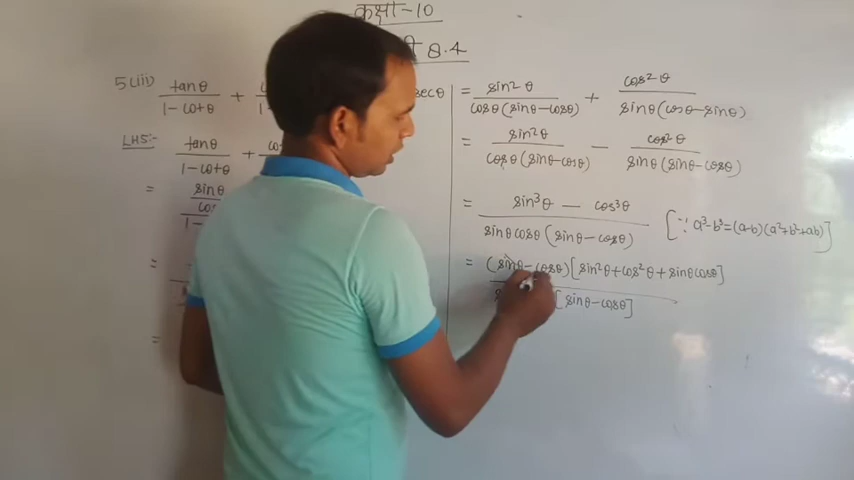 कक्षा-10
8.4
5(iii) tanθ/1-cotθ +
secθ
LHS:- tanθ/1-cotθ +
= sinθ
=
=
= sin²θ/cosθ(sinθ-cosθ) + cos²θ/sinθ(cosθ-sinθ)
= sin²θ/cosθ(sinθ-cosθ) - cos²θ/sinθ(sinθ-cosθ)
= sin³θ - cos³θ/sinθcosθ(sinθ-cosθ) [∵ a³-b³=(a-b)(a²+b²+ab)]
= (sinθ-cosθ)[sin²θ+cos²θ+sinθcosθ]
[sinθ-cosθ]